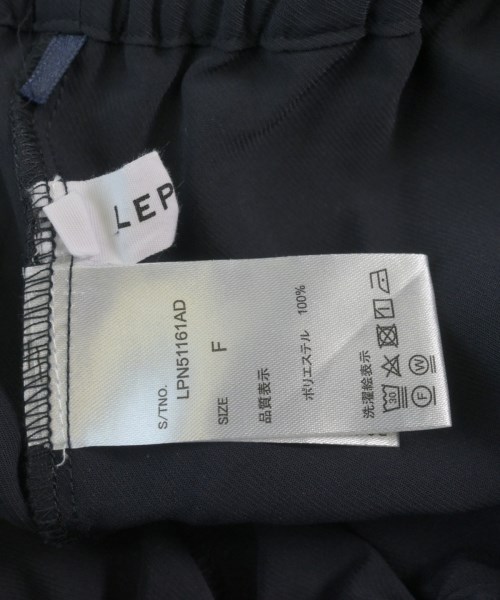 LEP
S/TNO.
LPN51161AD
SIZE
F
品質表示
ポリエステル 100%
洗濯絵表示
30
W
F